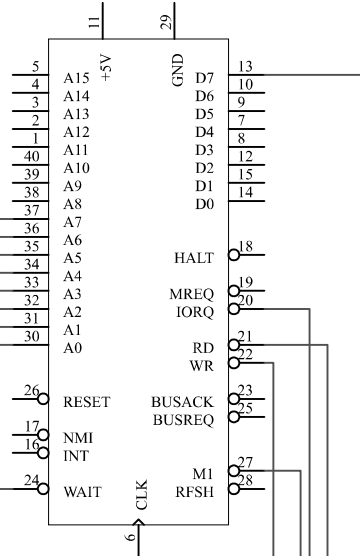 11 29
+5V GND
5 A15 D7 13
4 A14 D6 10
3 A13 D5 9
2 A12 D4 7
1 A11 D3 8
40 A10 D2 12
39 A9 D1 15
38 A8 D0 14
37 A7
36 A6
35 A5 HALT 18
34 A4
33 A3 MREQ 19
32 A2 IORQ 20
31 A1
30 A0 RD 21
WR 22
26 RESET BUSACK 23
BUSREQ 25
17 NMI
16 INT
M1 27
24 WAIT RFSH 28
CLK
6